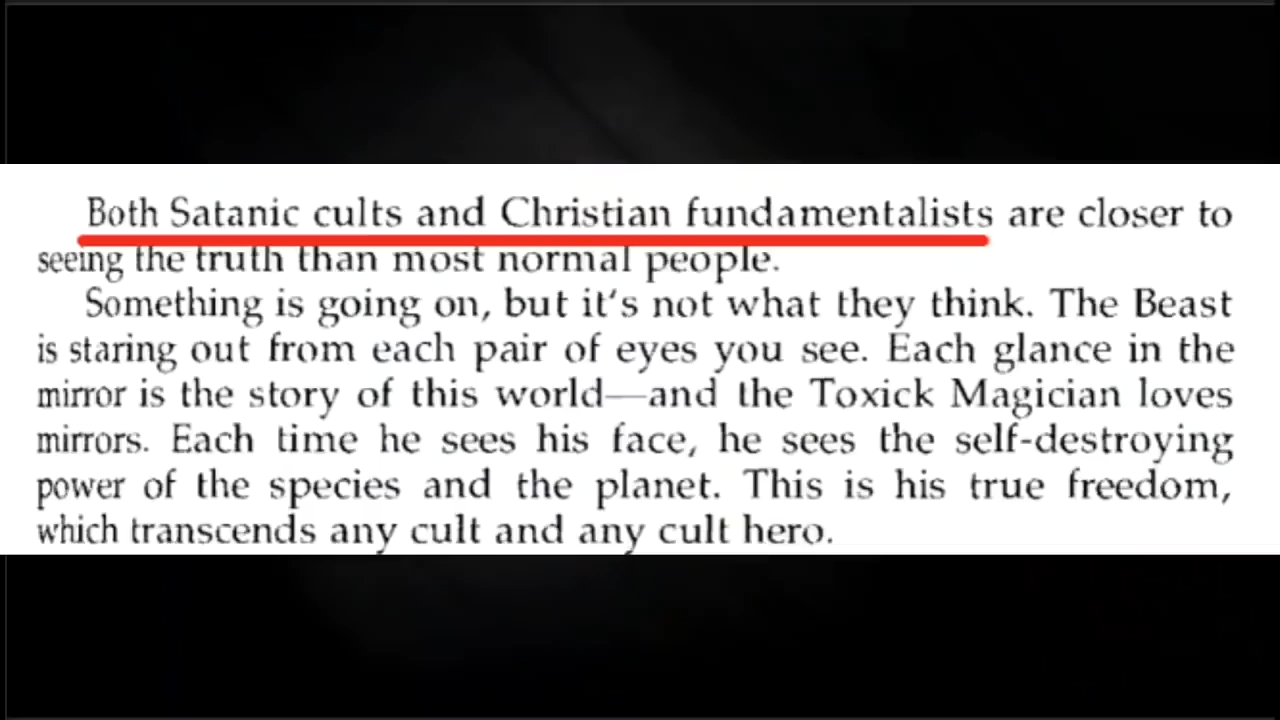 Both Satanic cults and Christian fundamentalists are closer to
seeing the truth than most normal people.
Something is going on, but it's not what they think. The Beast
is staring out from each pair of eyes you see. Each glance in the
mirror is the story of this world—and the Toxick Magician loves
mirrors. Each time he sees his face, he sees the self-destroying
power of the species and the planet. This is his true freedom,
which transcends any cult and any cult hero.